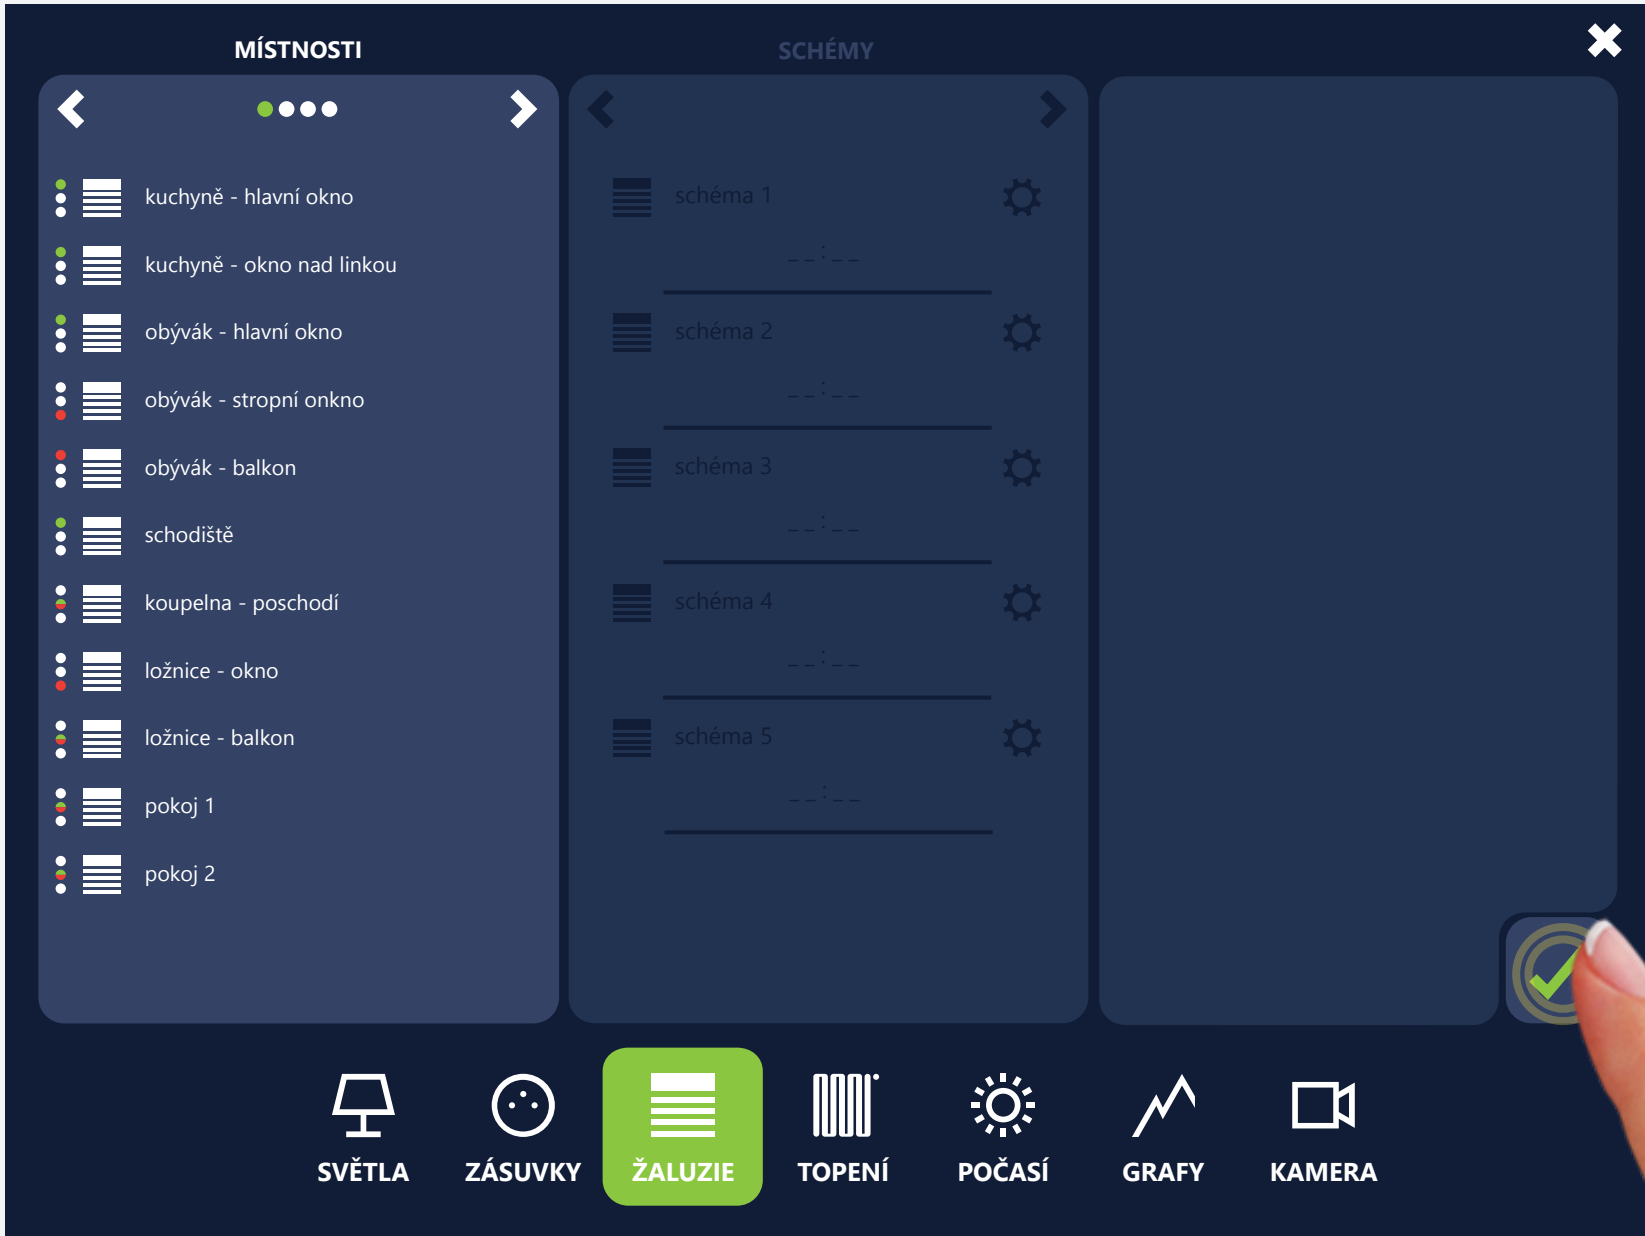 MÍSTNOSTI
SCHÉMY
kuchyně - hlavní okno
kuchyně - okno nad linkou
obývák - hlavní okno
obývák - stropní onkno
obývák - balkon
schodiště
koupelna - poschodí
ložnice - okno
ložnice - balkon
pokoj 1
pokoj 2
schéma 1
_ _ : _ _
schéma 2
_ _ : _ _
schéma 3
_ _ : _ _
schéma 4
_ _ : _ _
schéma 5
_ _ : _ _
SVĚTLA
ZÁSUVKY
ŽALUZIE
TOPENÍ
POČASÍ
GRAFY
KAMERA